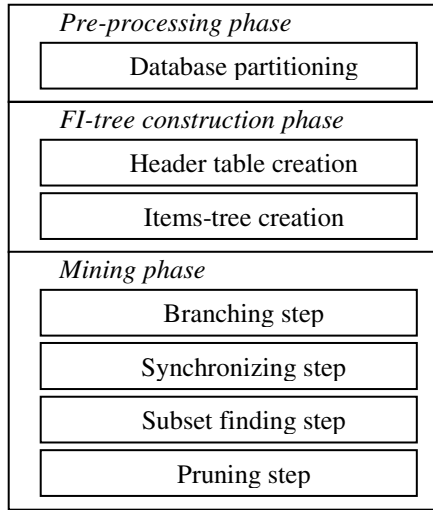 Pre-processing phase
Database partitioning
FI-tree construction phase
Header table creation
Items-tree creation
Mining phase
Branching step
Synchronizing step
Subset finding step
Pruning step